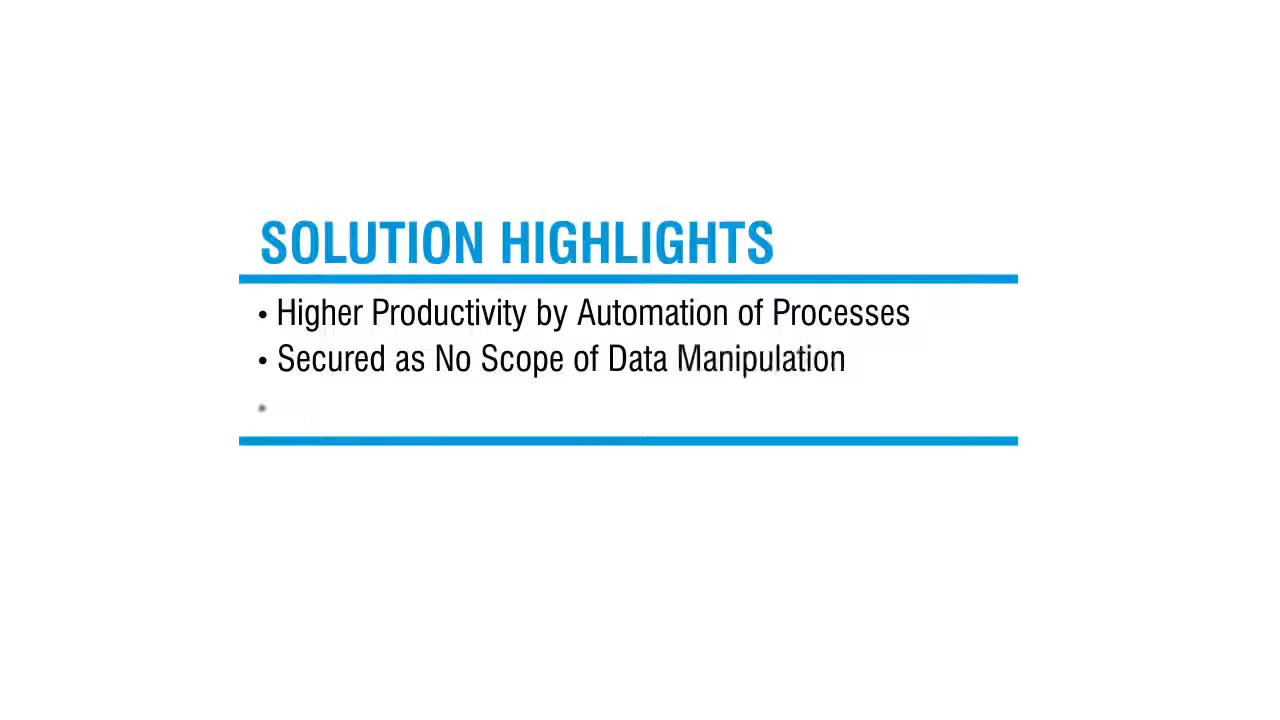 SOLUTION HIGHLIGHTS
• Higher Productivity by Automation of Processes
• Secured as No Scope of Data Manipulation
•